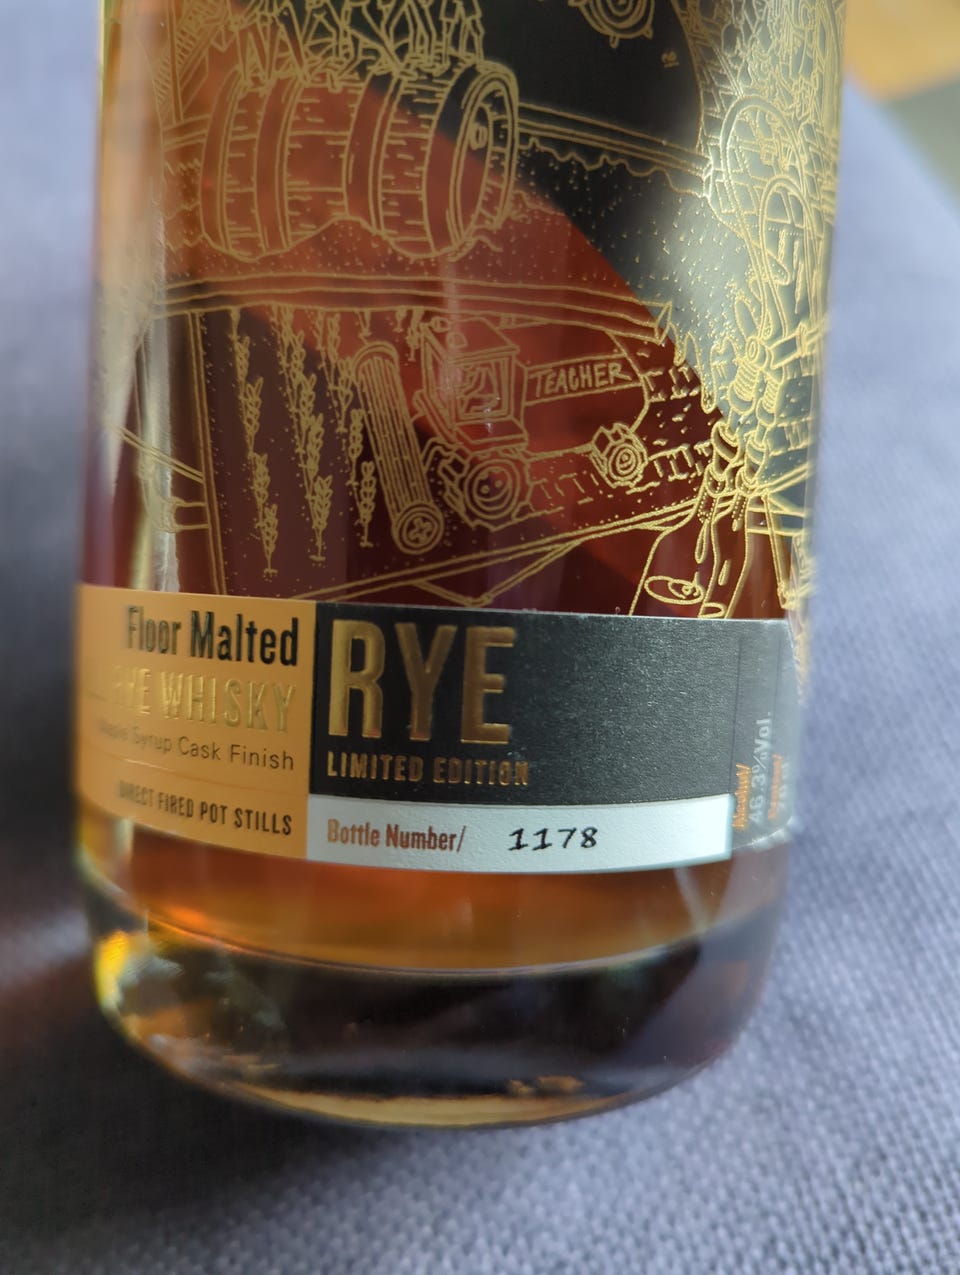 TEACHER
Floor Malted
RYE WHISKY
Maple Syrup Cask Finish
DIRECT FIRED POT STILLS
RYE
LIMITED EDITION
Bottle Number/ 1178
Alcohol/
46.3%Vol.